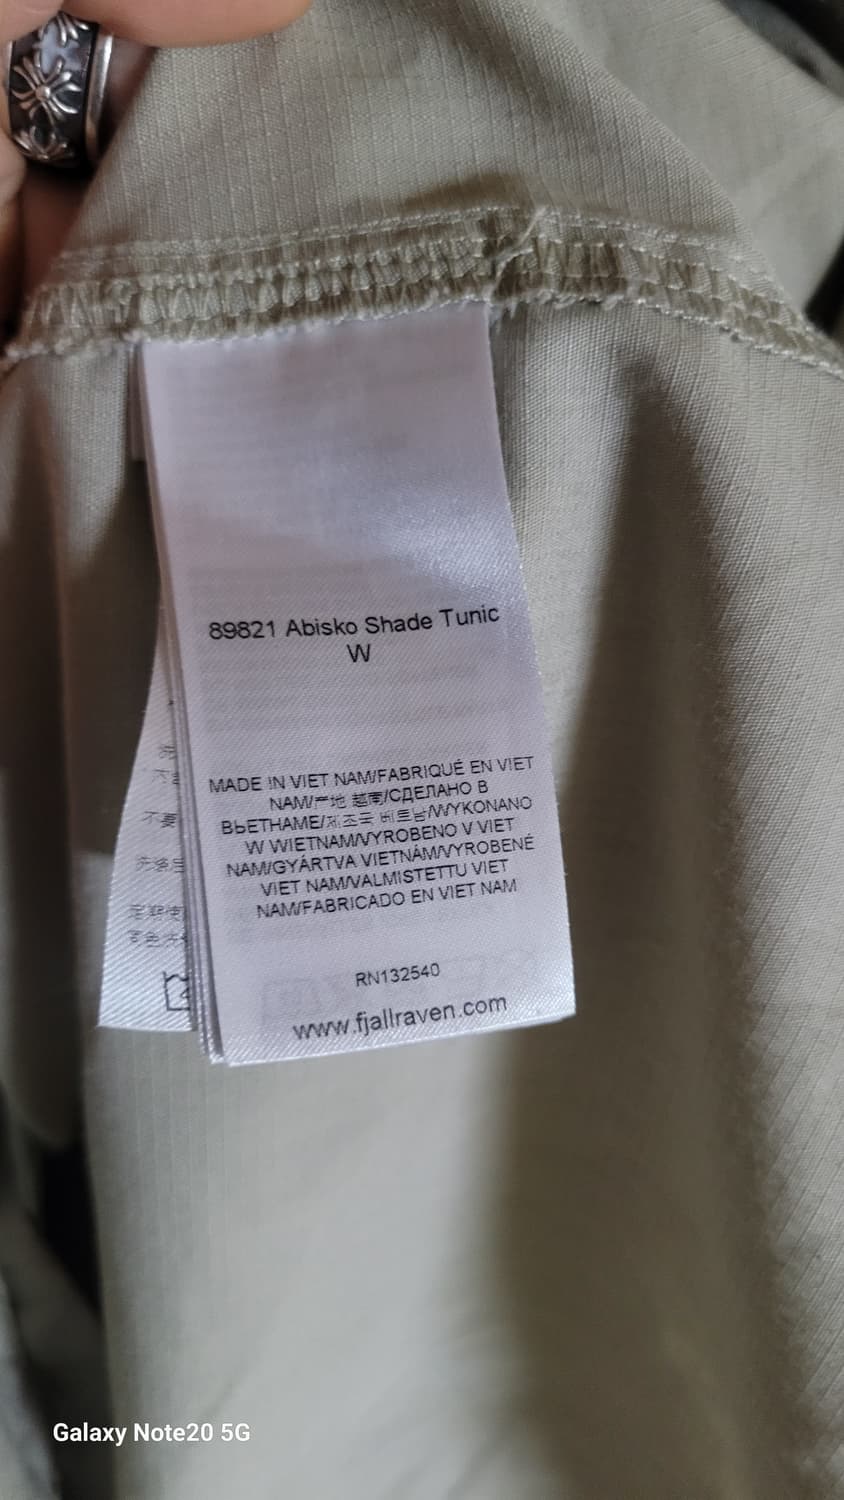 89821 Abisko Shade Tunic
W
MADE IN VIET NAM/FABRIQUÉ EN VIET
NAM/产地 越南/СДЕЛАНО В
ВЬЕТНАМЕ/제조국 베트남/WYKONANO
W WIETNAM/VYROBENO V VIET
NAM/GYÁRTVA VIETNÁM/VYROBENÉ
VIET NAM/VALMISTETTU VIET
NAM/FABRICADO EN VIET NAM
RN132540
www.fjallraven.com
不要
Galaxy Note20 5G